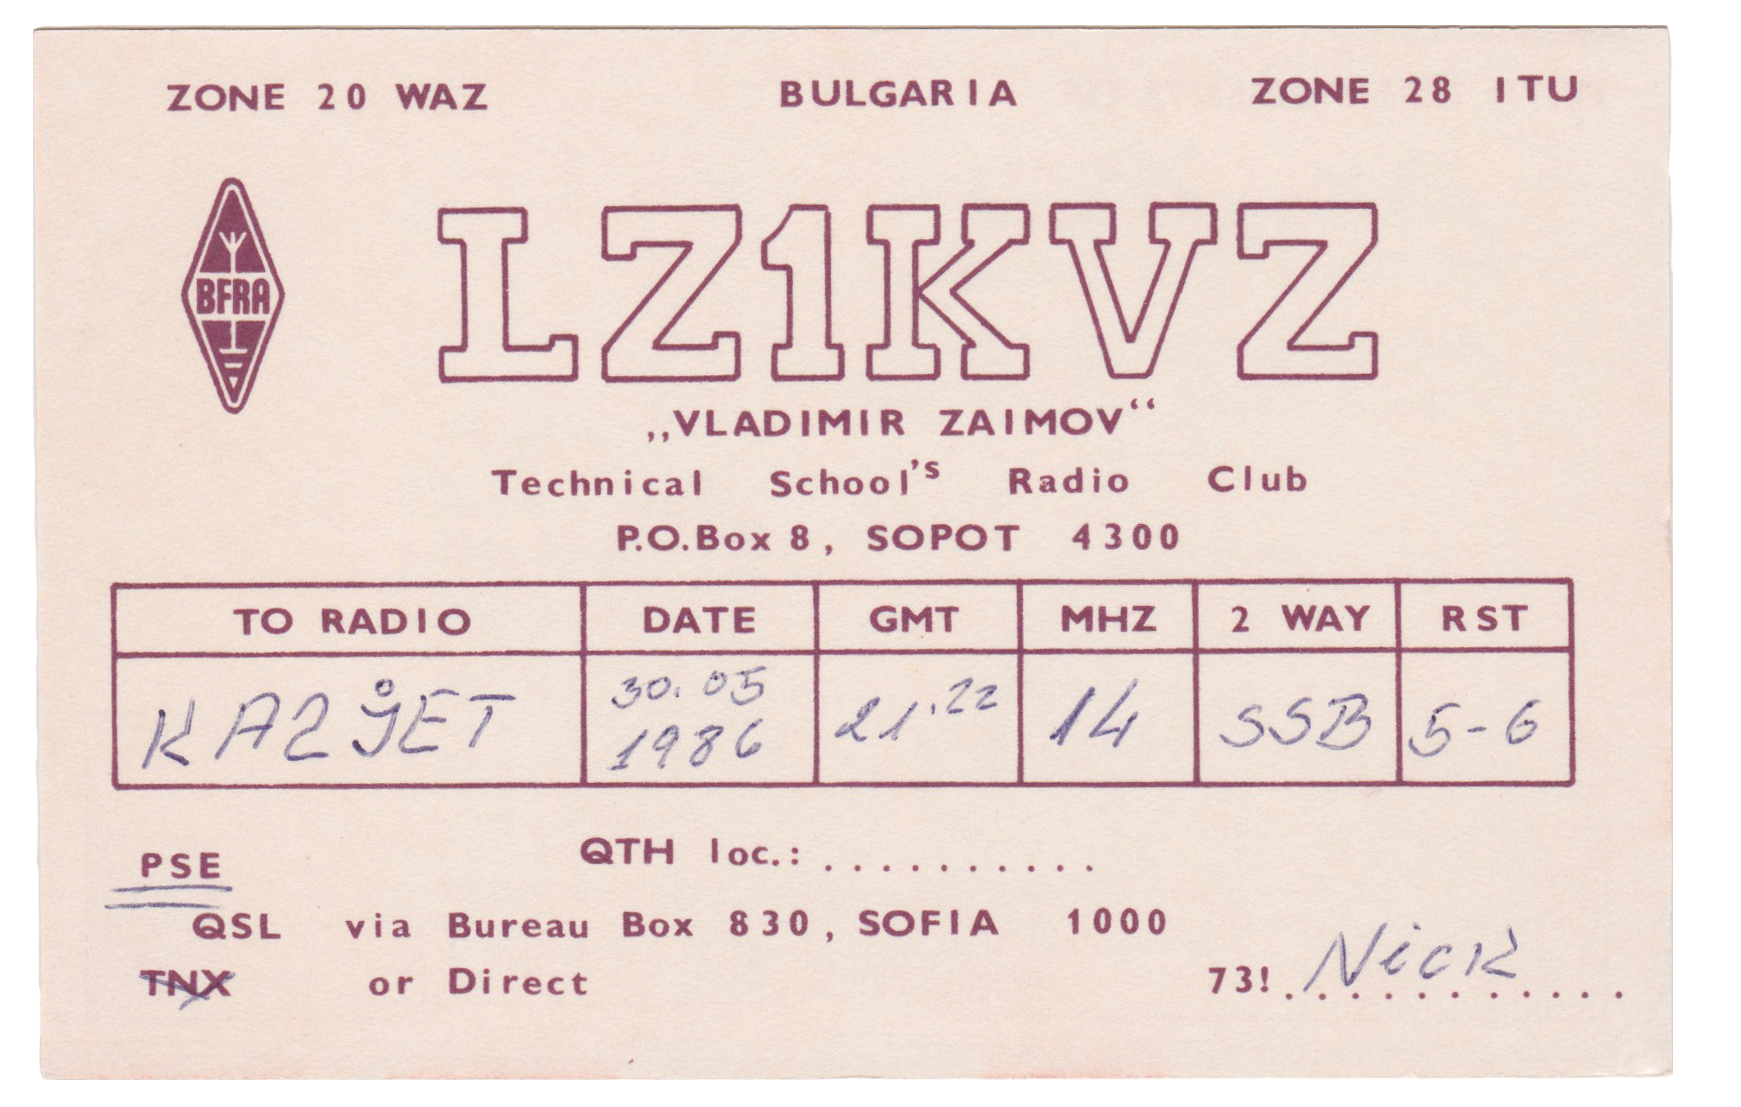 ZONE 20 WAZ BULGARIA ZONE 28 ITU
BFRA
LZ1KVZ
„VLADIMIR ZAIMOV“
Technical School's Radio Club
P.O.Box 8, SOPOT 4300
TO RADIO DATE GMT MHZ 2 WAY RST
KA2ÿET 30.05 1986 21.22 14 SSB 5-6
PSE
QTH loc.: ..........
QSL via Bureau Box 830, SOFIA 1000
TNX or Direct
73! Nick